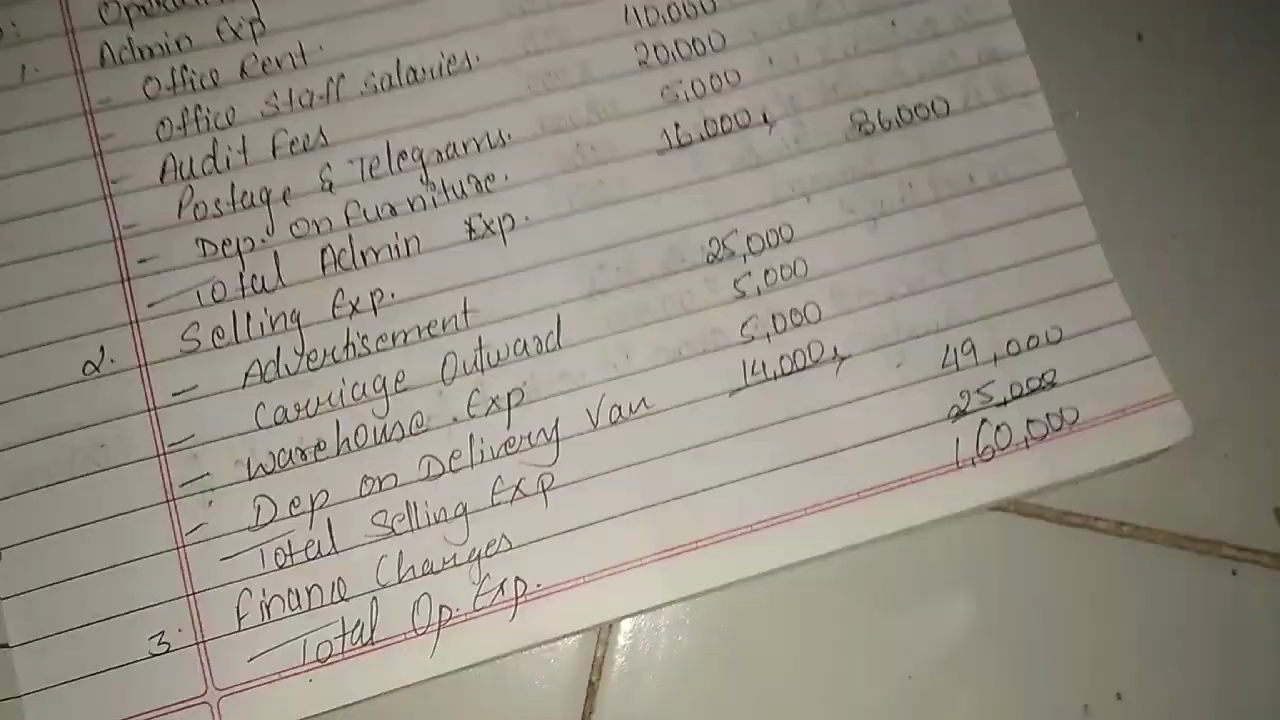 Admin Exp
1.
- Office Rent. 40,000
- Office Staff Salaries. 20,000
- Audit Fees 5,000
- Postage & Telegrams. 16,000
- Dep. on Furniture.
Total Admin Exp. 86,000
2. Selling Exp.
- Advertisement 25,000
- Carriage Outward 5,000
- Warehouse Exp 5,000
- Dep on Delivery Van 14,000
Total Selling Exp 49,000
3. Finance Charges 25,000
Total Op. Exp. 1,60,000